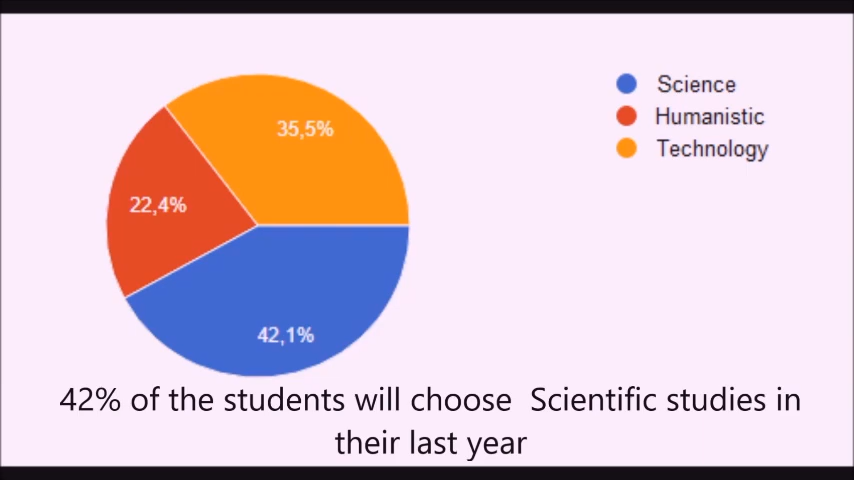 35,5%
22,4%
42,1%
Science
Humanistic
Technology
42% of the students will choose  Scientific studies in
their last year